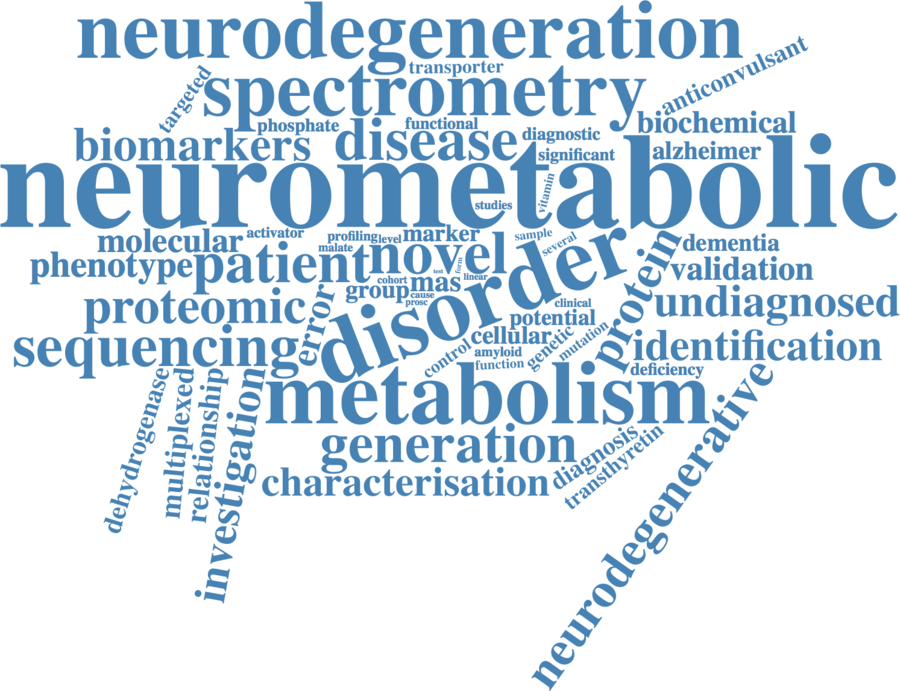 neurodegeneration
transporter
anticonvulsant
targeted
spectrometry
phosphate
functional
biochemical
biomarkers
disease
diagnostic
significant
alzheimer
neurometabolic
vitamin
studies
molecular
activator
profiling
level
marker
sample
several
dementia
malate
phenotype
patient
novel
disorder
protein
validation
test
form
linear
cohort
group
mas
cause
prosc
clinical
proteomic
error
potential
undiagnosed
sequencing
control
cellular
genetic
mutation
identification
amyloid
function
deficiency
dehydrogenase
multiplexed
relationship
investigation
metabolism
generation
diagnosis
transthyretin
characterisation
neurodegenerative